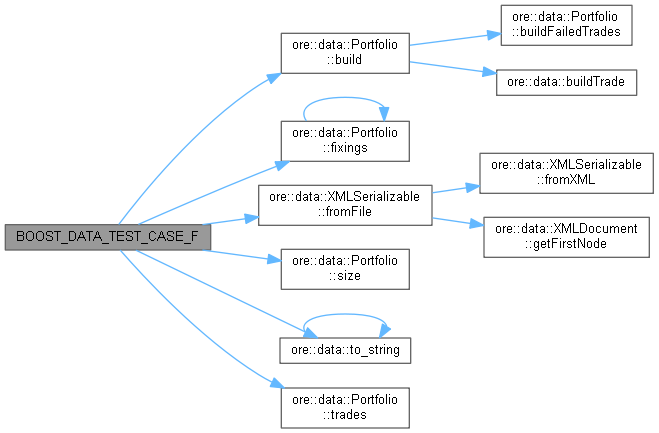 BOOST_DATA_TEST_CASE_F
ore::data::Portfolio
::build
ore::data::Portfolio
::buildFailedTrades
ore::data::buildTrade
ore::data::Portfolio
::fixings
ore::data::XMLSerializable
::fromFile
ore::data::XMLSerializable
::fromXML
ore::data::XMLDocument
::getFirstNode
ore::data::Portfolio
::size
ore::data::to_string
ore::data::Portfolio
::trades